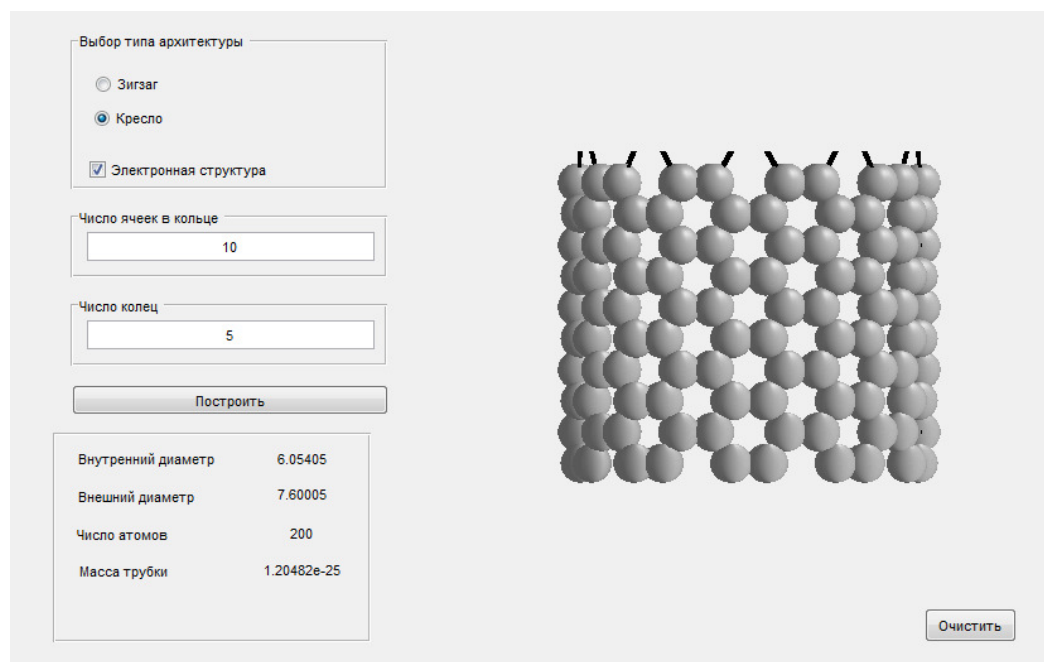 Выбор типа архитектуры
Зигзаг
Кресло
Электронная структура
Число ячеек в кольце
10
Число колец
5
Построить
Внутренний диаметр 6.05405
Внешний диаметр 7.60005
Число атомов 200
Масса трубки 1.20482e-25
Очистить